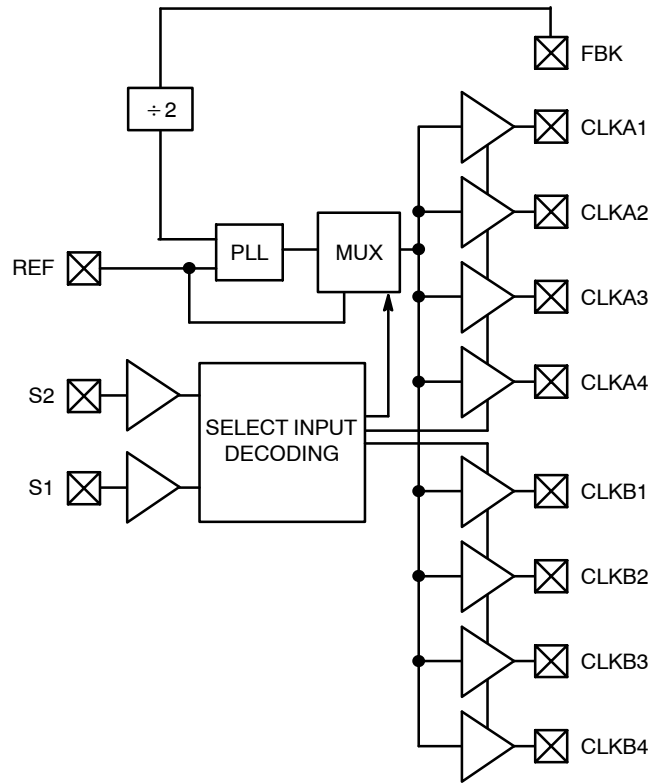 FBK
÷2
CLKA1
CLKA2
PLL
MUX
REF
CLKA3
CLKA4
S2
SELECT INPUT
DECODING
S1
CLKB1
CLKB2
CLKB3
CLKB4